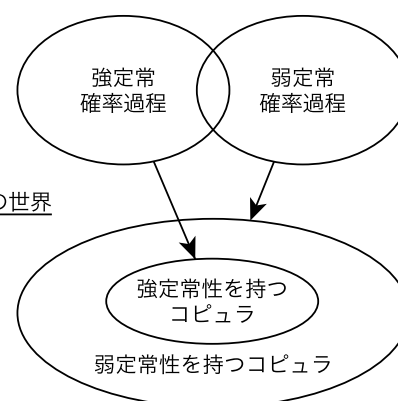 強定常
確率過程
弱定常
確率過程
の世界
強定常性を持つ
コピュラ
弱定常性を持つコピュラ